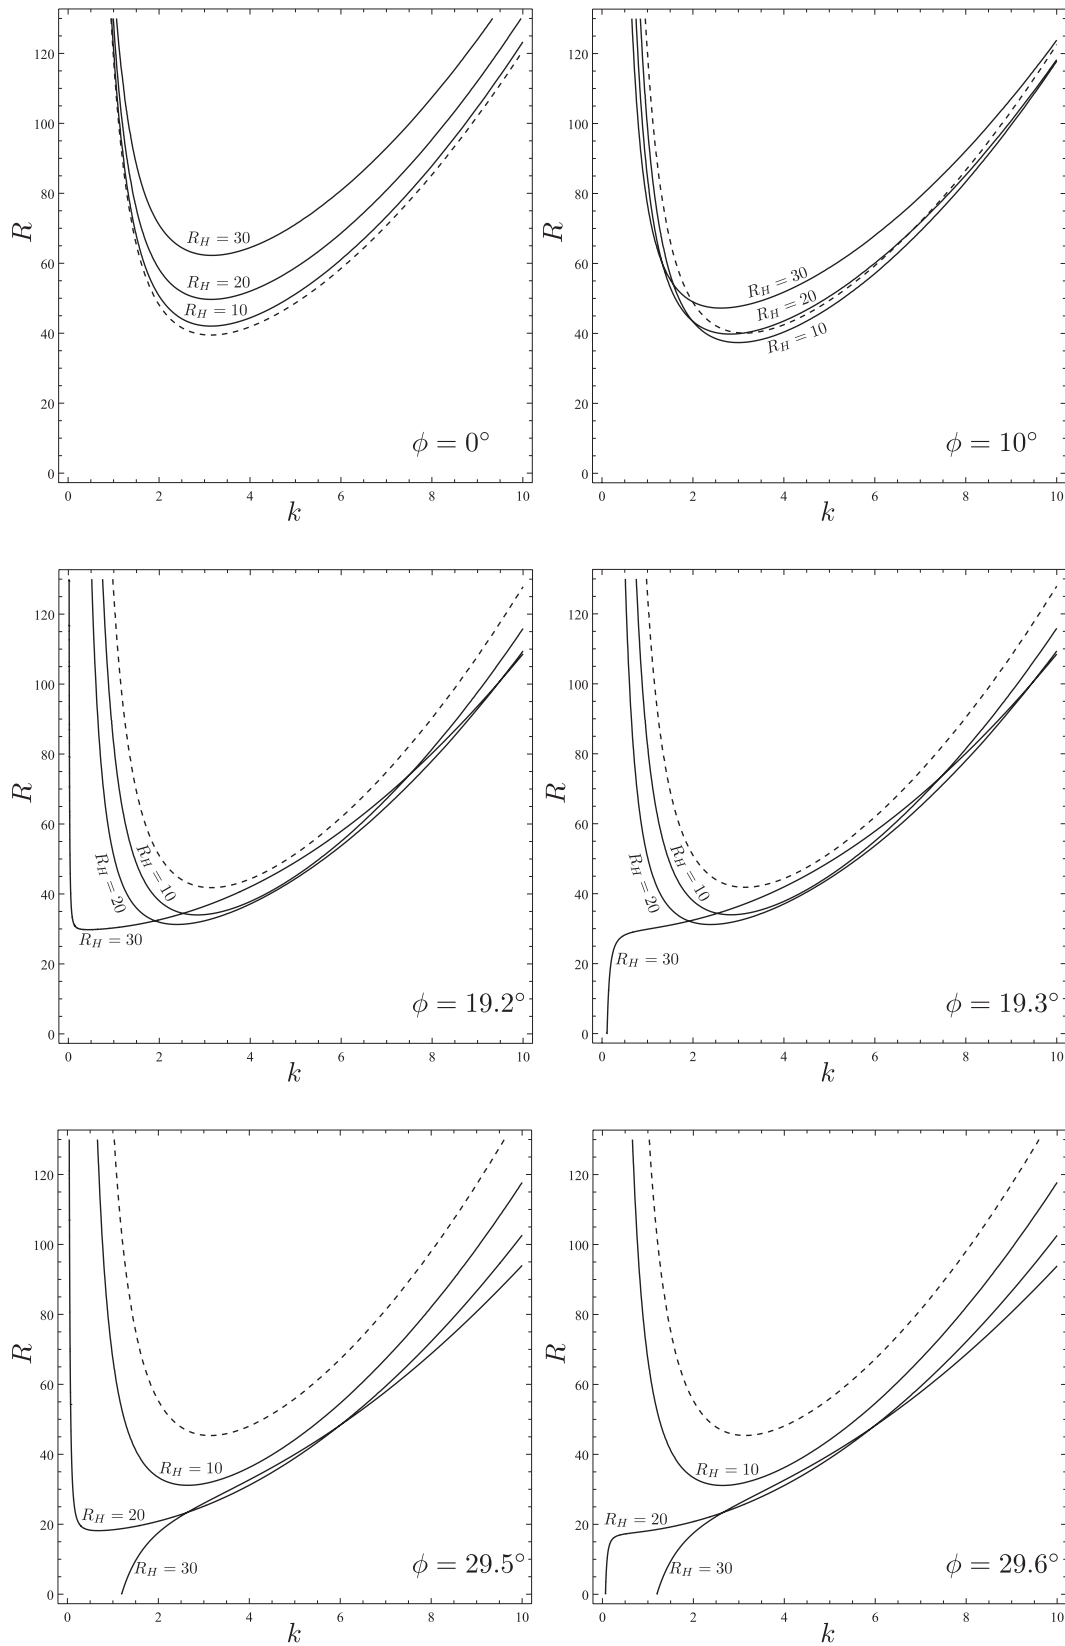 120
100
80
60
40
20
0
R
R_H = 30
R_H = 20
R_H = 10
ϕ = 0°
0 2 4 6 8 10
k
120
100
80
60
40
20
0
R
R_H = 30
R_H = 20
R_H = 10
ϕ = 10°
0 2 4 6 8 10
k
120
100
80
60
40
20
0
R
R_H = 10
R_H = 20
R_H = 30
ϕ = 19.2°
0 2 4 6 8 10
k
120
100
80
60
40
20
0
R
R_H = 10
R_H = 20
R_H = 30
ϕ = 19.3°
0 2 4 6 8 10
k
120
100
80
60
40
20
0
R
R_H = 10
R_H = 20
R_H = 30
ϕ = 29.5°
0 2 4 6 8 10
k
120
100
80
60
40
20
0
R
R_H = 10
R_H = 20
R_H = 30
ϕ = 29.6°
0 2 4 6 8 10
k